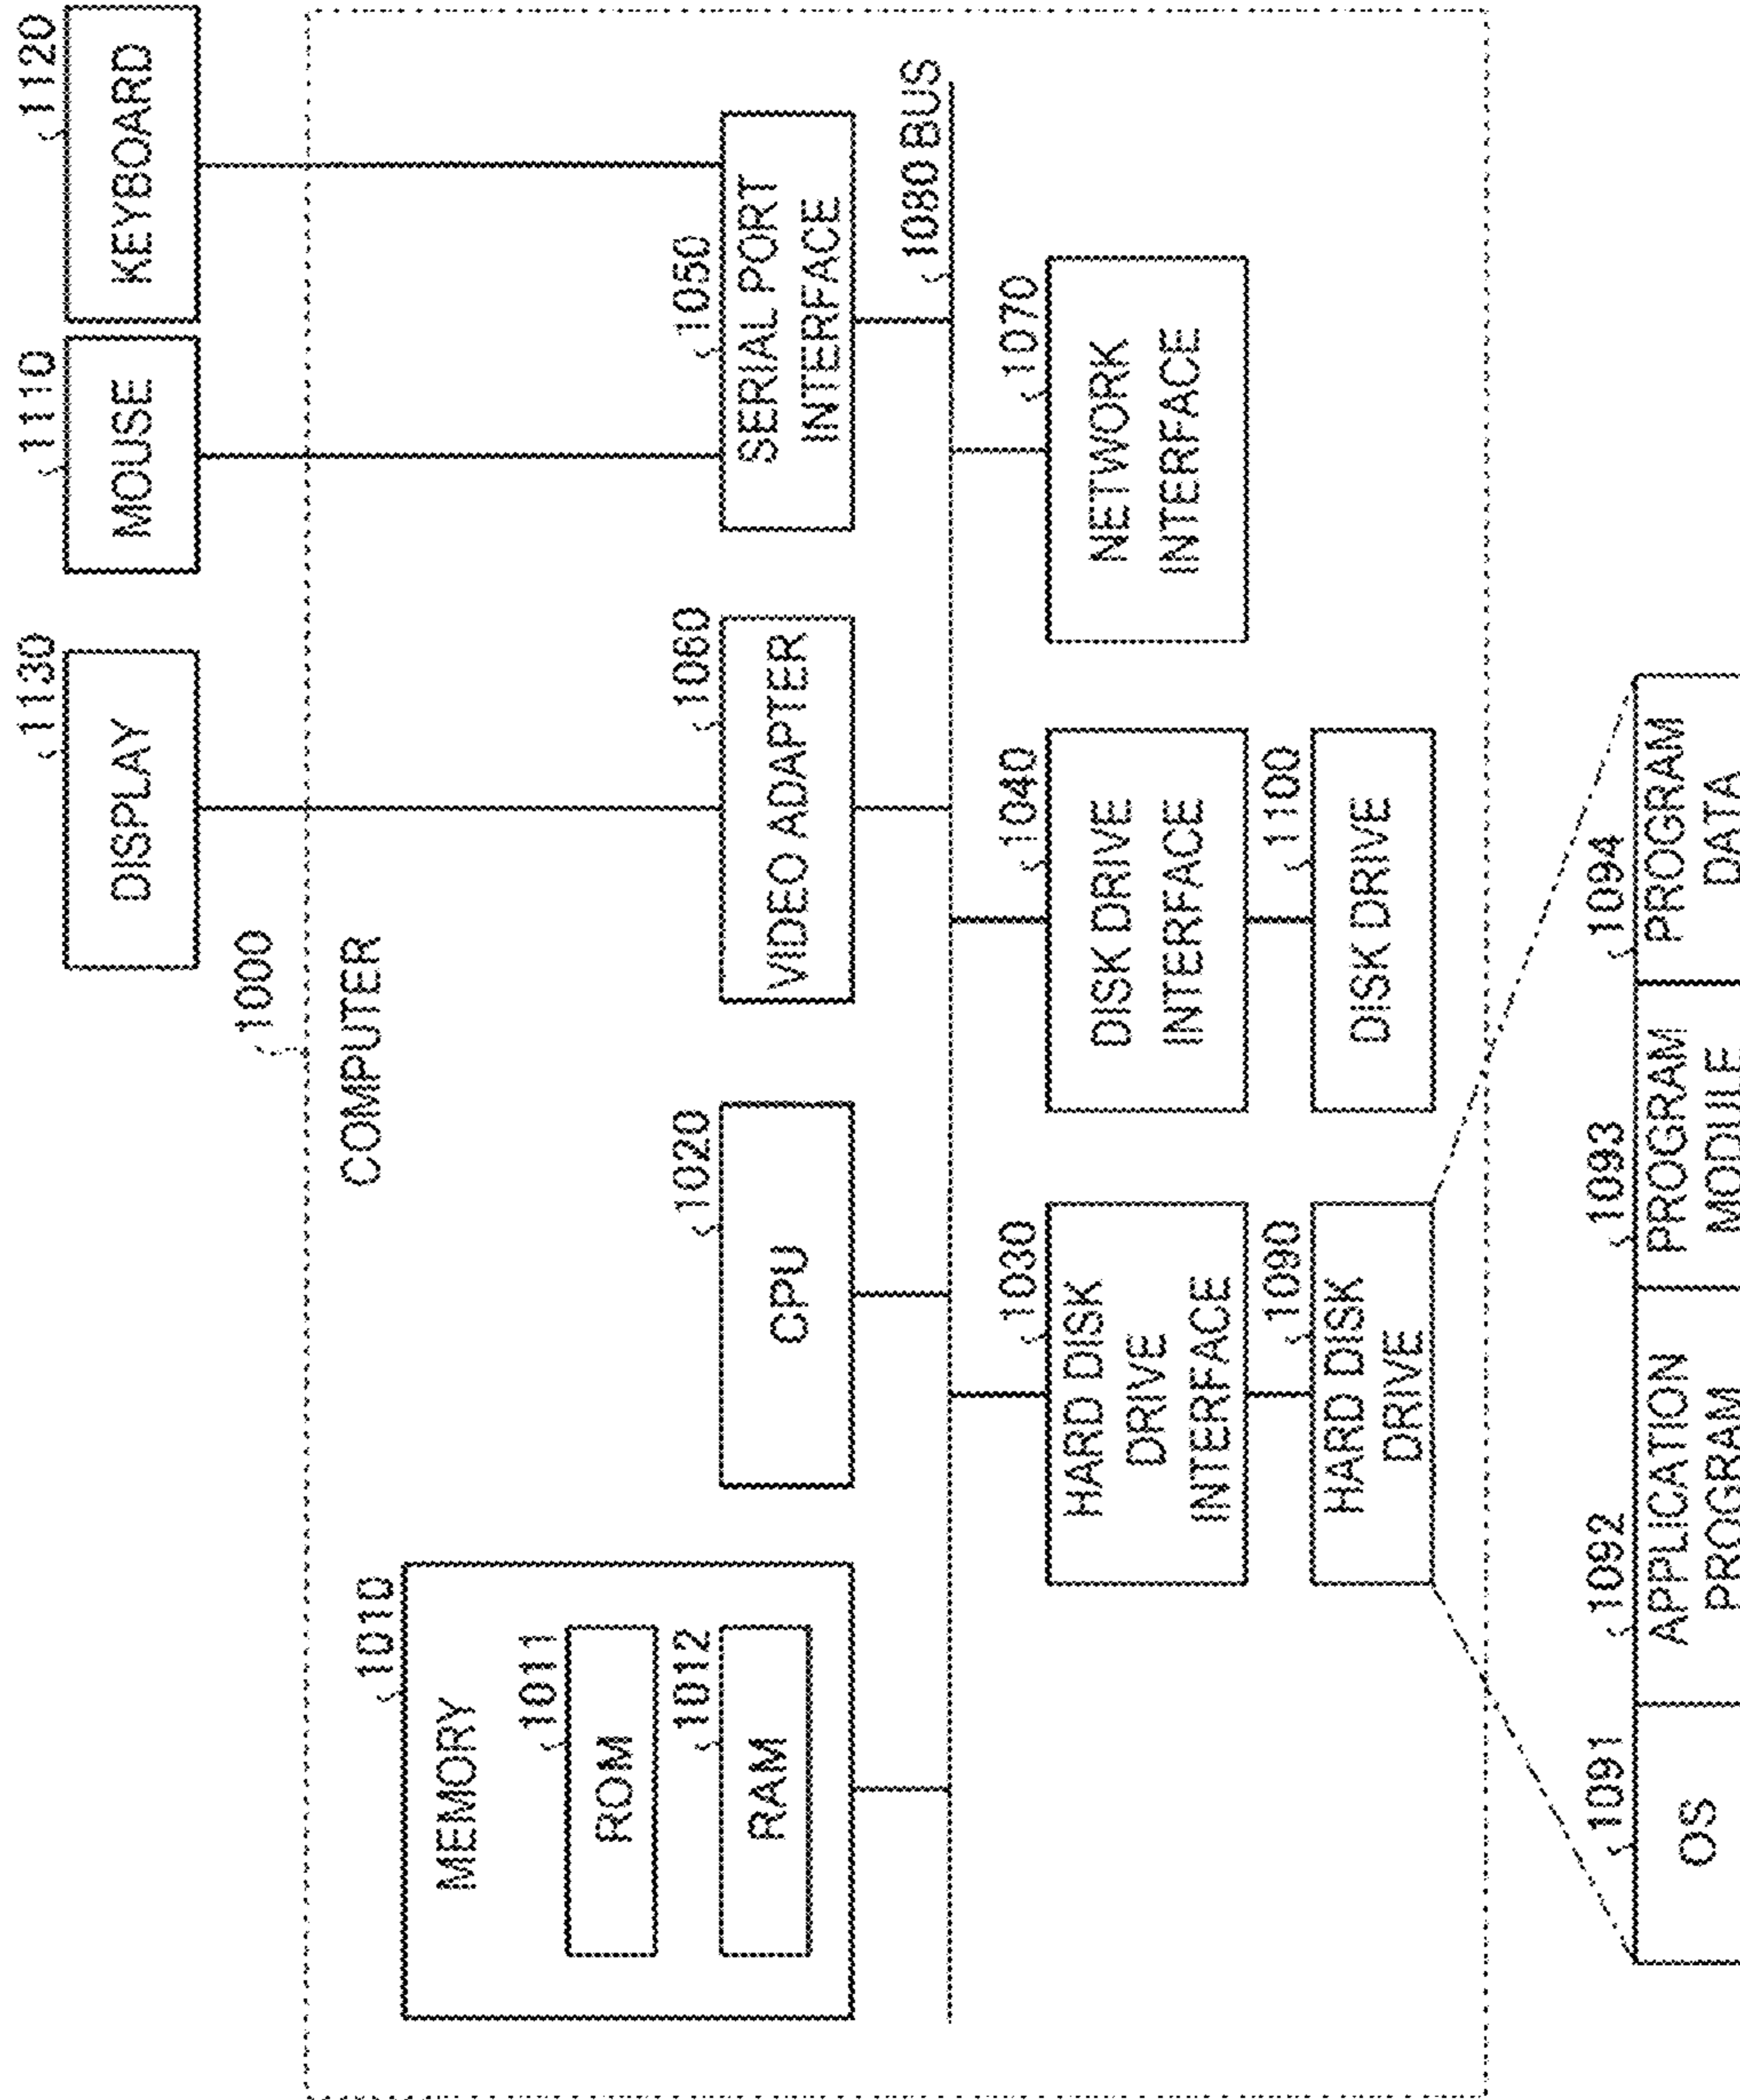 1000
COMPUTER
1010
MEMORY
1011
ROM
1012
RAM
1020
CPU
1130
DISPLAY
1060
VIDEO ADAPTER
1110
MOUSE
1120
KEYBOARD
1050
SERIAL PORT
INTERFACE
1080 BUS
1030
HARD DISK
DRIVE
INTERFACE
1090
HARD DISK
DRIVE
1040
DISK DRIVE
INTERFACE
1100
DISK DRIVE
1070
NETWORK
INTERFACE
1091
OS
1092
APPLICATION
PROGRAM
1093
PROGRAM
MODULE
1094
PROGRAM
DATA